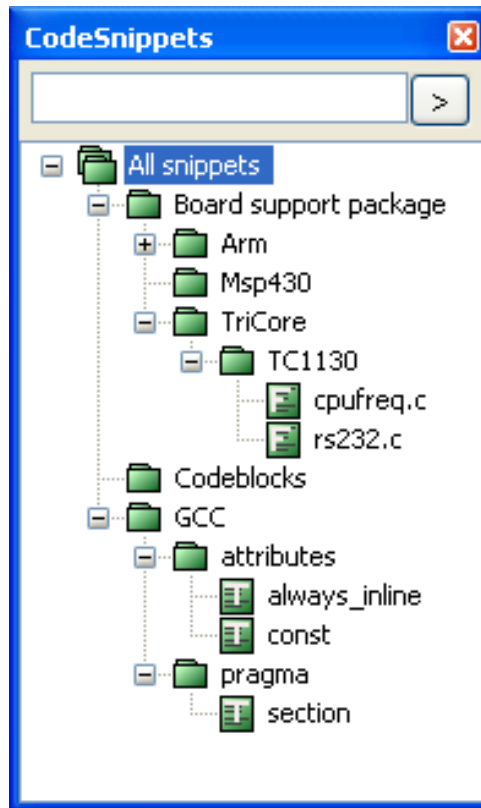 CodeSnippets
>
All snippets
Board support package
Arm
Msp430
TriCore
TC1130
cpufreq.c
rs232.c
Codeblocks
GCC
attributes
always_inline
const
pragma
section